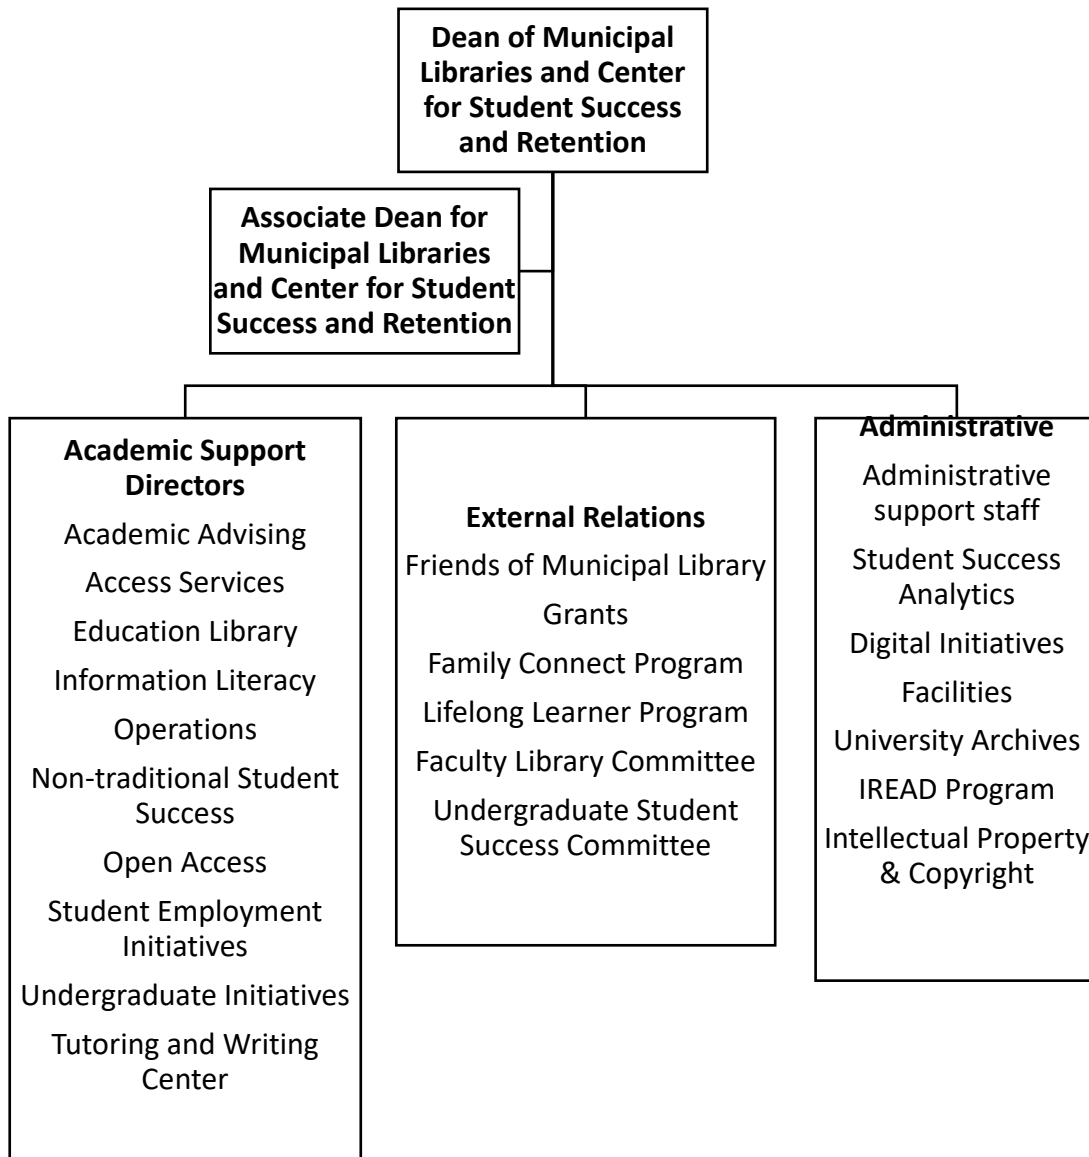 Dean of Municipal
Libraries and Center
for Student Success
and Retention
Associate Dean for
Municipal Libraries
and Center for Student
Success and Retention
Academic Support
Directors
Academic Advising
Access Services
Education Library
Information Literacy
Operations
Non-traditional Student
Success
Open Access
Student Employment
Initiatives
Undergraduate Initiatives
Tutoring and Writing
Center
External Relations
Friends of Municipal Library
Grants
Family Connect Program
Lifelong Learner Program
Faculty Library Committee
Undergraduate Student
Success Committee
Administrative
Administrative
support staff
Student Success
Analytics
Digital Initiatives
Facilities
University Archives
IREAD Program
Intellectual Property
& Copyright